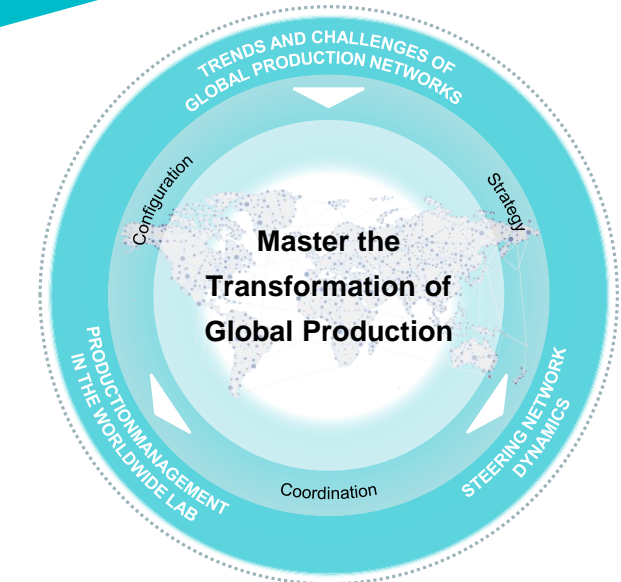 TRENDS AND CHALLENGES OF
GLOBAL PRODUCTION NETWORKS
Configuration
Strategy
Master the
Transformation of
Global Production
PRODUCTIONMANAGEMENT
IN THE WORLDWIDE LAB
STEERING NETWORK
DYNAMICS
Coordination